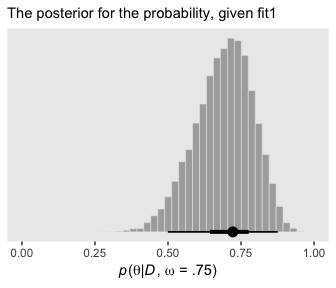 The posterior for the probability, given fit1
0.00 0.25 0.50 0.75 1.00
p(θ|D, ω = .75)